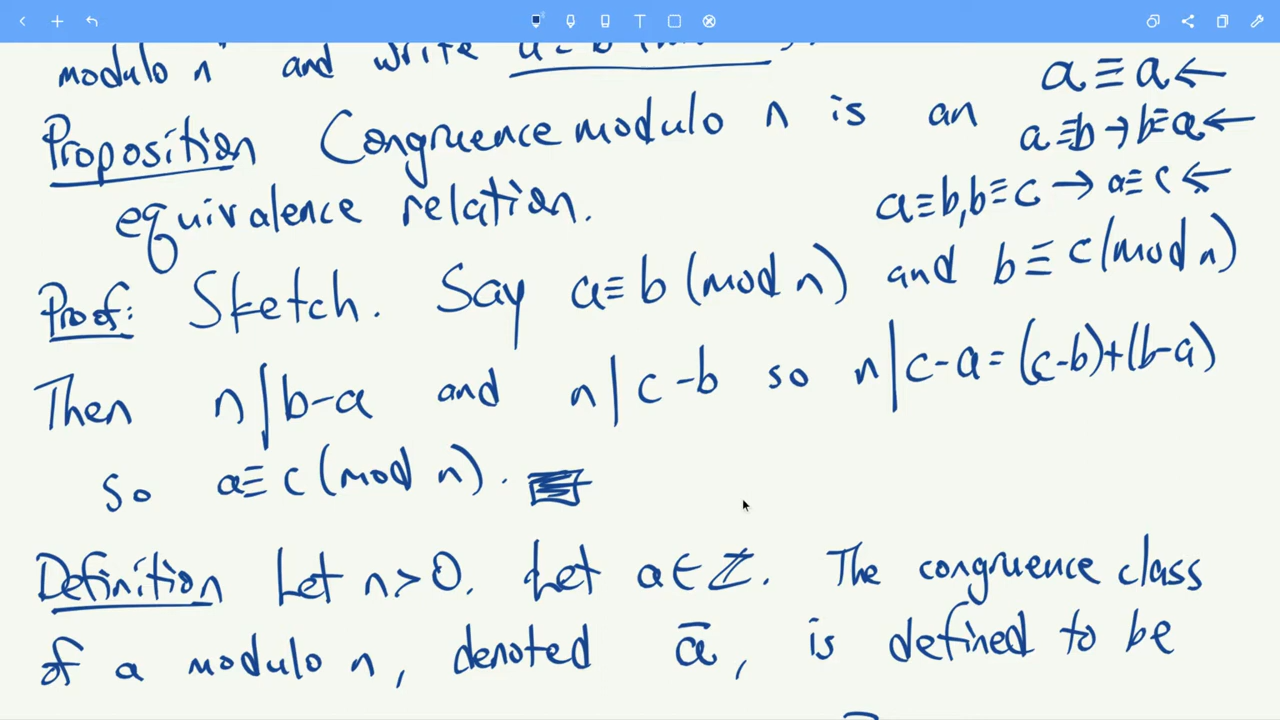 modulo n" and write a ≡ b
Proposition Congruence modulo n is an
equivalence relation.
a ≡ a ←
a ≡ b → b ≡ a ←
a ≡ b, b ≡ c → a ≡ c ←
Proof: Sketch. Say a ≡ b (mod n) and b ≡ c (mod n)
Then n | b-a and n | c-b so n | c-a = (c-b)+(b-a)
so a ≡ c (mod n).
Definition Let n > 0. Let a ∈ ℤ. The congruence class
of a modulo n, denoted a̅, is defined to be